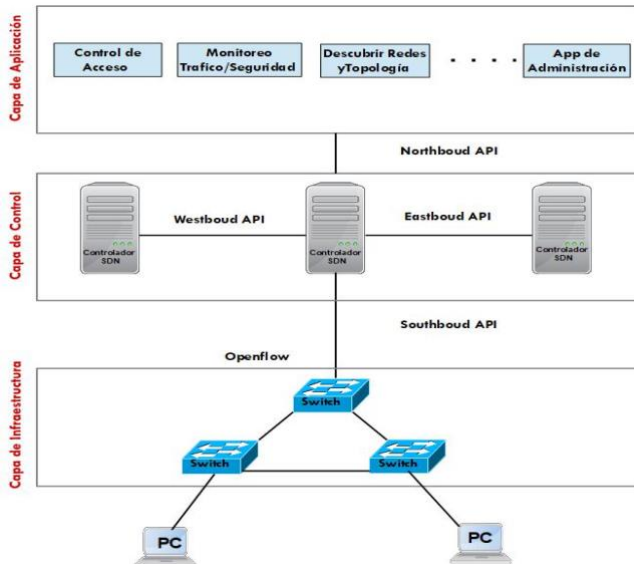 Capa de Aplicación
Control de
Acceso
Monitoreo
Trafico/Seguridad
Descubrir Redes
yTopología
. . . .
App de
Administración
Northboud API
Capa de Control
Westboud API
Eastboud API
Controlador
SDN
Controlador
SDN
Controlador
SDN
Southboud API
Openflow
Capa de Infraestructura
Switch
Switch
Switch
PC
PC